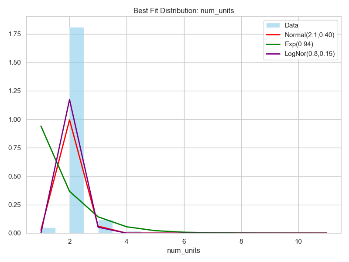 Best Fit Distribution: num_units
Data
Normal(2.1,0.40)
Exp(0.94)
LogNor(0.8,0.15)
1.75
1.50
1.25
1.00
0.75
0.50
0.25
0.00
2 4 6 8 10
num_units